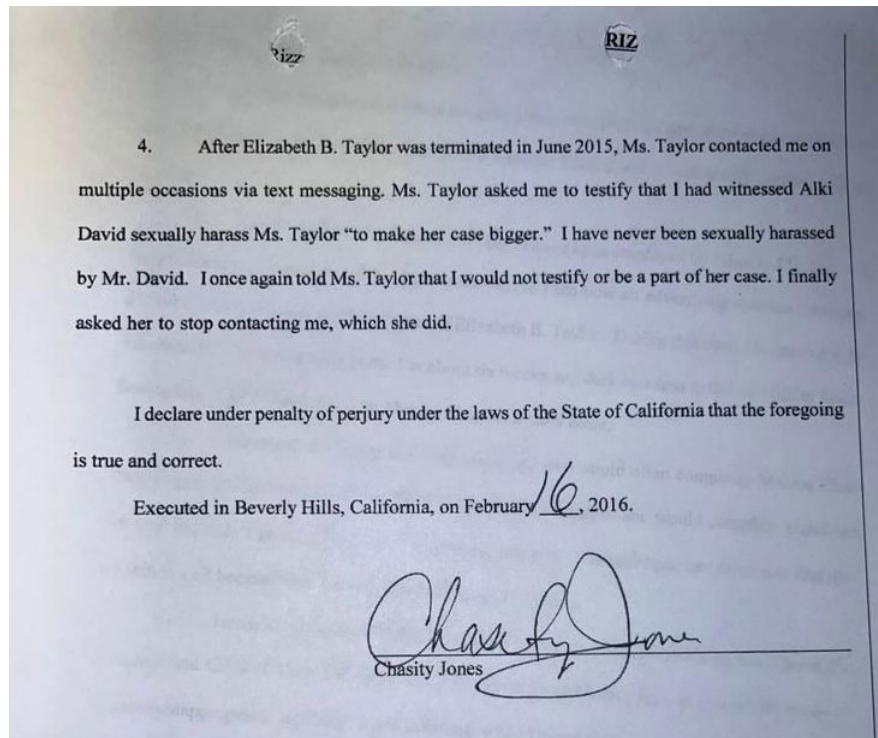 Rizz RIZ
4. After Elizabeth B. Taylor was terminated in June 2015, Ms. Taylor contacted me on
multiple occasions via text messaging. Ms. Taylor asked me to testify that I had witnessed Alki
David sexually harass Ms. Taylor “to make her case bigger.” I have never been sexually harassed
by Mr. David. I once again told Ms. Taylor that I would not testify or be a part of her case. I finally
asked her to stop contacting me, which she did.
I declare under penalty of perjury under the laws of the State of California that the foregoing
is true and correct.
Executed in Beverly Hills, California, on February 16, 2016.
Chasity Jones
Chasity Jones